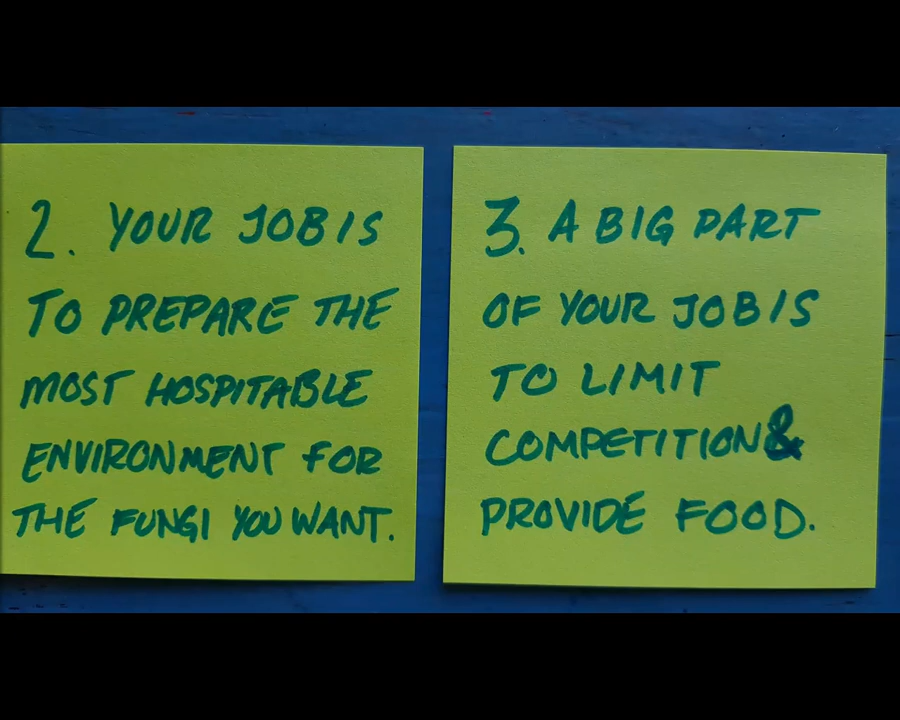 2. YOUR JOB IS
TO PREPARE THE
MOST HOSPITABLE
ENVIRONMENT FOR
THE FUNGI YOU WANT.
3. A BIG PART
OF YOUR JOB IS
TO LIMIT
COMPETITION &
PROVIDE FOOD.